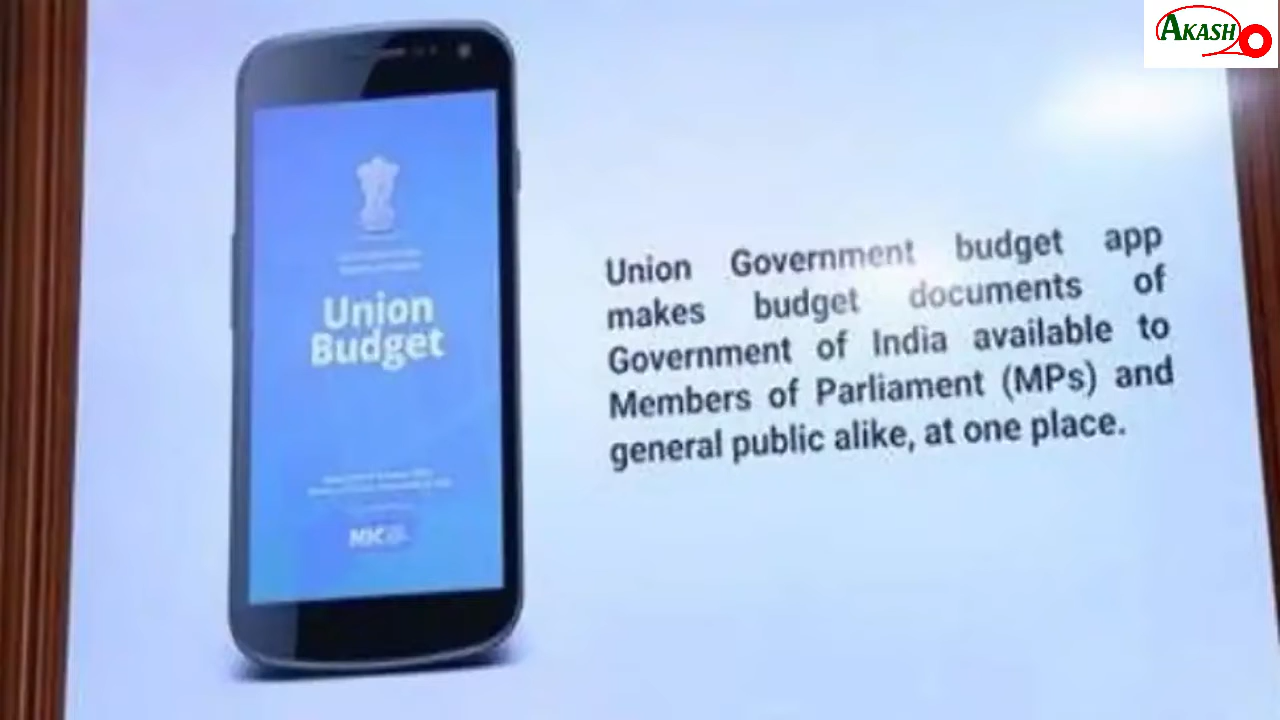 AKASH
Union
Budget
NIC
Union Government budget app
makes budget documents of
Government of India available to
Members of Parliament (MPs) and
general public alike, at one place.